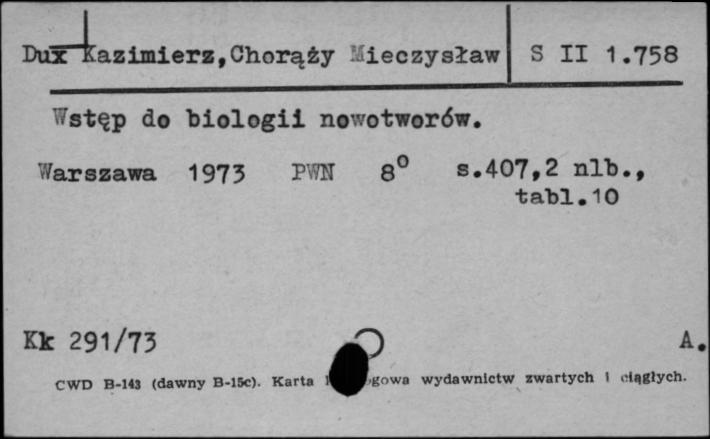 Dux Kazimierz,Chorąży Mieczysław S II 1.758
Wstęp do biologii nowotworów.
Warszawa 1973 PWN 8° s.407,2 nlb.,
tabl.10
Kk 291/73 A.
CWD B-143 (dawny B-15c). Karta wydawnictw zwartych i ciągłych.